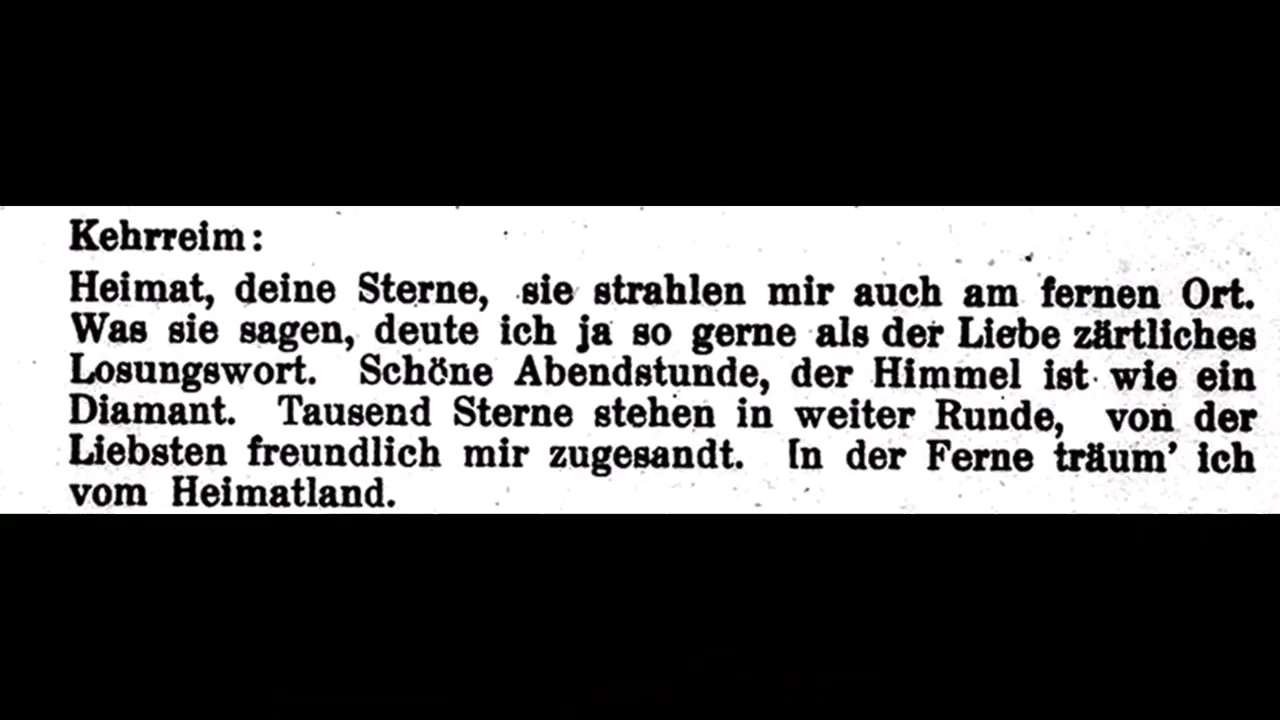 Kehrreim:
Heimat, deine Sterne, sie strahlen mir auch am fernen Ort.
Was sie sagen, deute ich ja so gerne als der Liebe zärtliches
Losungswort. Schöne Abendstunde, der Himmel ist wie ein
Diamant. Tausend Sterne stehen in weiter Runde, von der
Liebsten freundlich mir zugesandt. In der Ferne träum' ich
vom Heimatland.